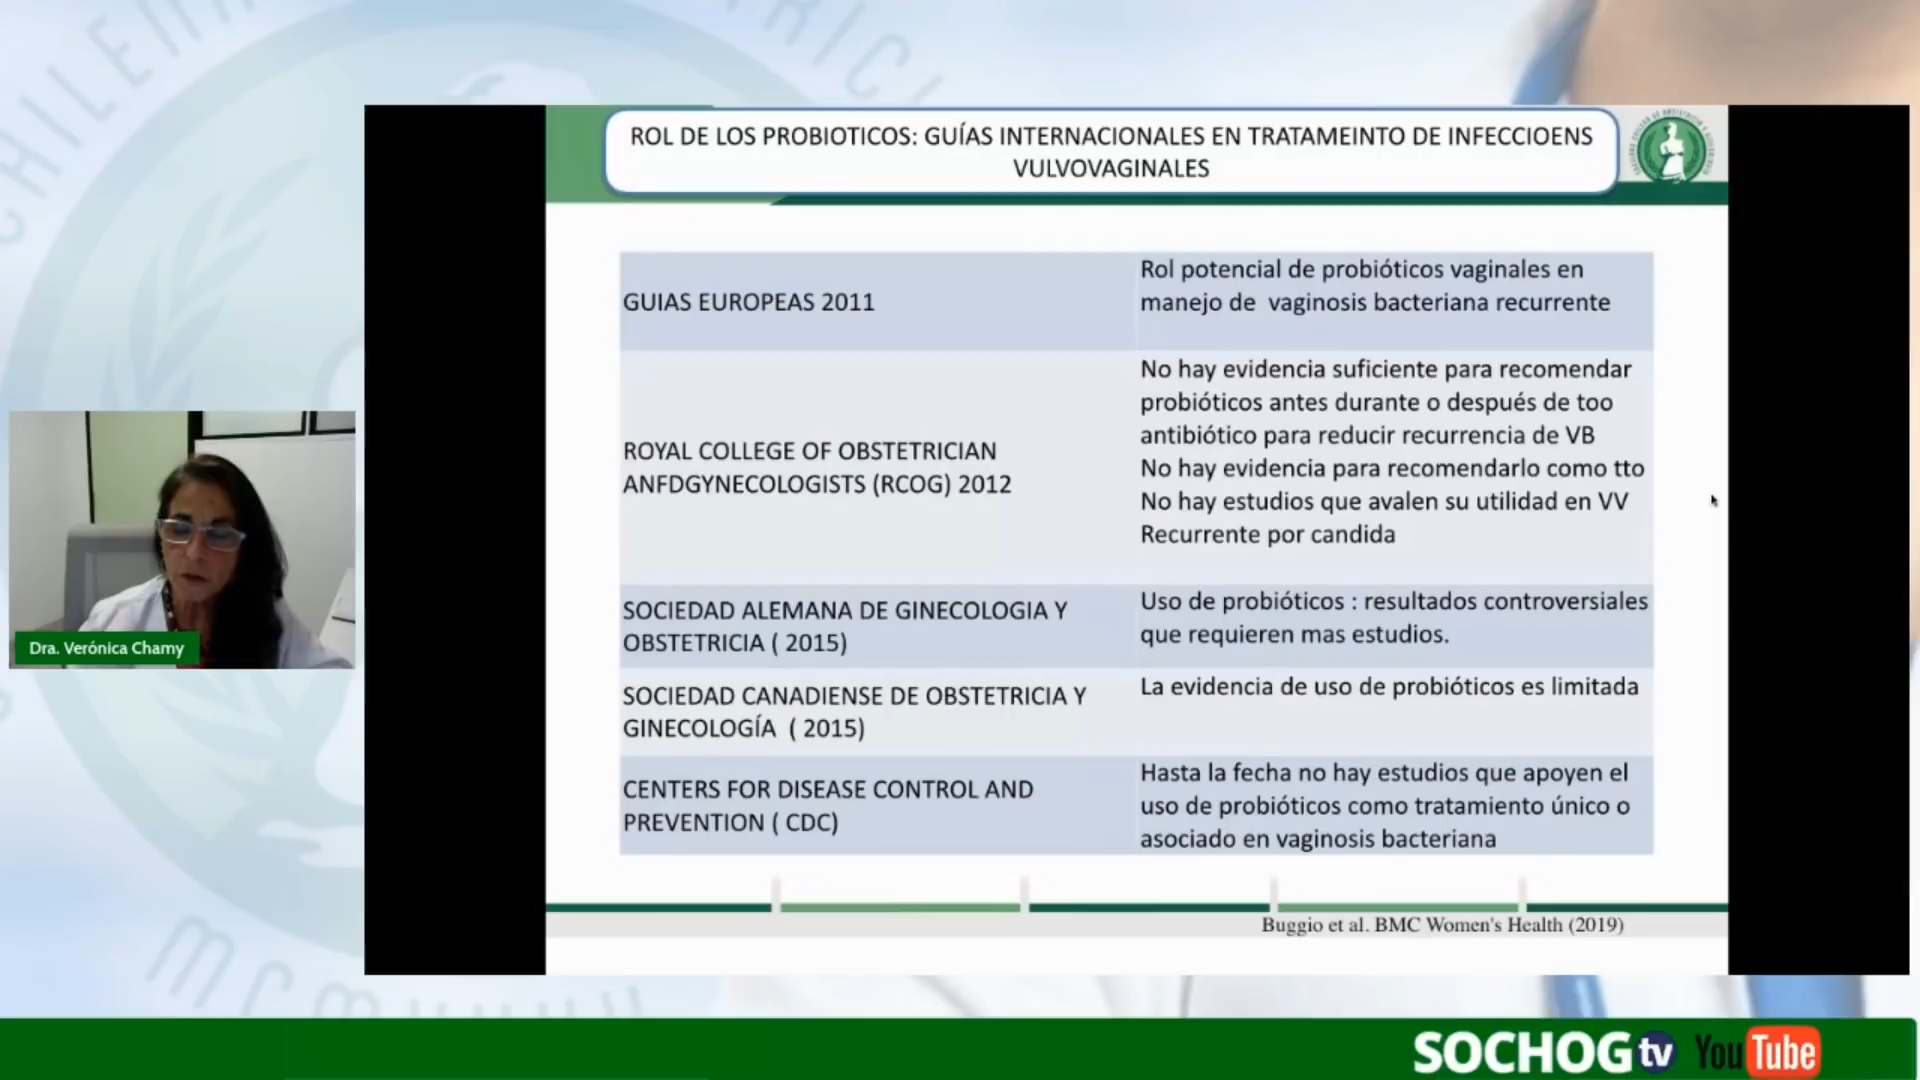 ROL DE LOS PROBIOTICOS: GUÍAS INTERNACIONALES EN TRATAMEINTO DE INFECCIOENS
VULVOVAGINALES
GUIAS EUROPEAS 2011
Rol potencial de probióticos vaginales en
manejo de vaginosis bacteriana recurrente
ROYAL COLLEGE OF OBSTETRICIAN
ANFDGYNECOLOGISTS (RCOG) 2012
No hay evidencia suficiente para recomendar
probióticos antes durante o después de too
antibiótico para reducir recurrencia de VB
No hay evidencia para recomendarlo como tto
No hay estudios que avalen su utilidad en VV
Recurrente por candida
SOCIEDAD ALEMANA DE GINECOLOGIA Y
OBSTETRICIA ( 2015)
Uso de probióticos : resultados controversiales
que requieren mas estudios.
SOCIEDAD CANADIENSE DE OBSTETRICIA Y
GINECOLOGÍA ( 2015)
La evidencia de uso de probióticos es limitada
CENTERS FOR DISEASE CONTROL AND
PREVENTION ( CDC)
Hasta la fecha no hay estudios que apoyen el
uso de probióticos como tratamiento único o
asociado en vaginosis bacteriana
Buggio et al. BMC Women's Health (2019)
Dra. Verónica Chamy
SOCHOG tv YouTube